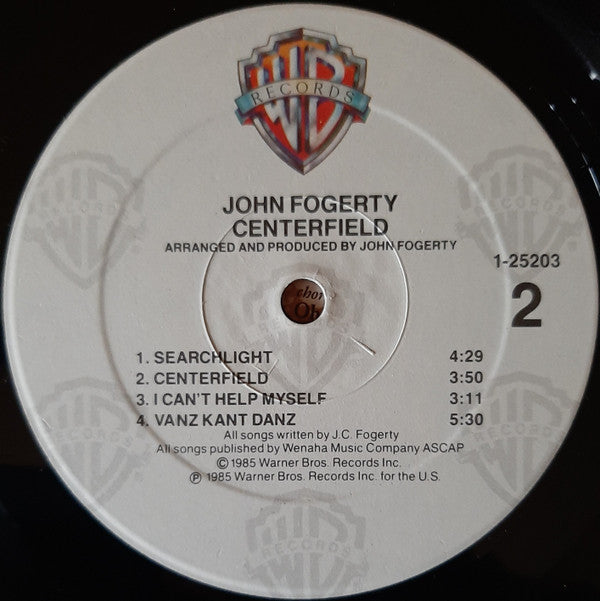 WB
RECORDS
JOHN FOGERTY
CENTERFIELD
ARRANGED AND PRODUCED BY JOHN FOGERTY
1-25203
2
1. SEARCHLIGHT 4:29
2. CENTERFIELD 3:50
3. I CAN'T HELP MYSELF 3:11
4. VANZ KANT DANZ 5:30
All songs written by J.C. Fogerty
All songs published by Wenaha Music Company ASCAP
© 1985 Warner Bros. Records Inc.
℗ 1985 Warner Bros. Records Inc. for the U.S.